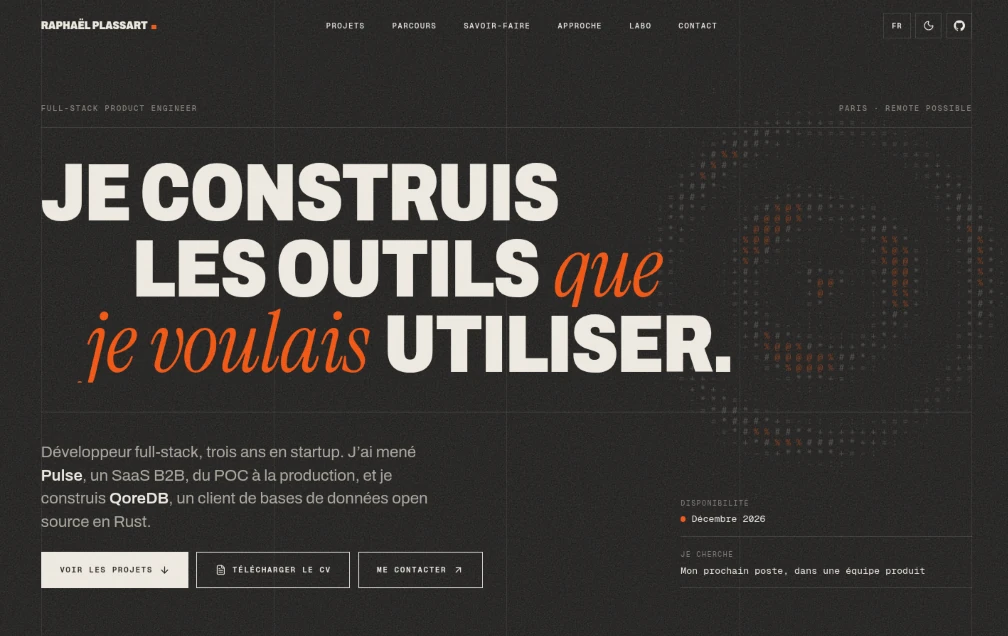 RAPHAËL PLASSART
PROJETS PARCOURS SAVOIR-FAIRE APPROCHE LABO CONTACT
FR
FULL-STACK PRODUCT ENGINEER
PARIS · REMOTE POSSIBLE
JE CONSTRUIS
LES OUTILS que
je voulais UTILISER.
Développeur full-stack, trois ans en startup. J’ai mené
Pulse, un SaaS B2B, du POC à la production, et je
construis QoreDB, un client de bases de données open
source en Rust.
VOIR LES PROJETS ↓
TÉLÉCHARGER LE CV
ME CONTACTER ↗
DISPONIBILITÉ
Décembre 2026
JE CHERCHE
Mon prochain poste, dans une équipe produit